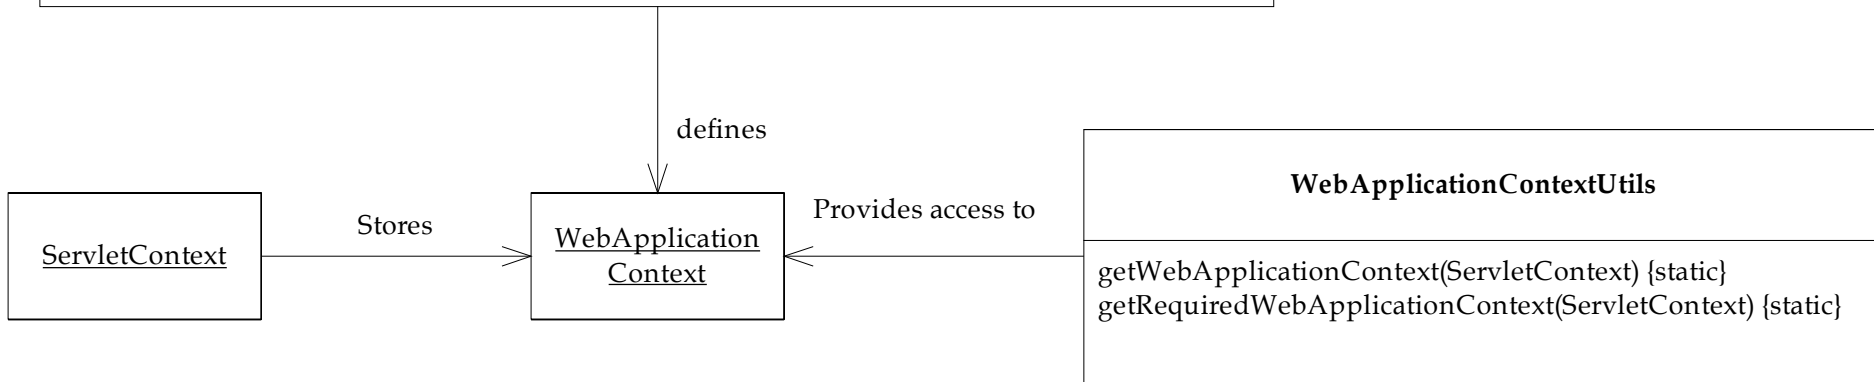 defines
WebApplicationContextUtils
Provides access to
Stores
WebApplication
Context
ServletContext
getWebApplicationContext(ServletContext) {static}
getRequiredWebApplicationContext(ServletContext) {static}